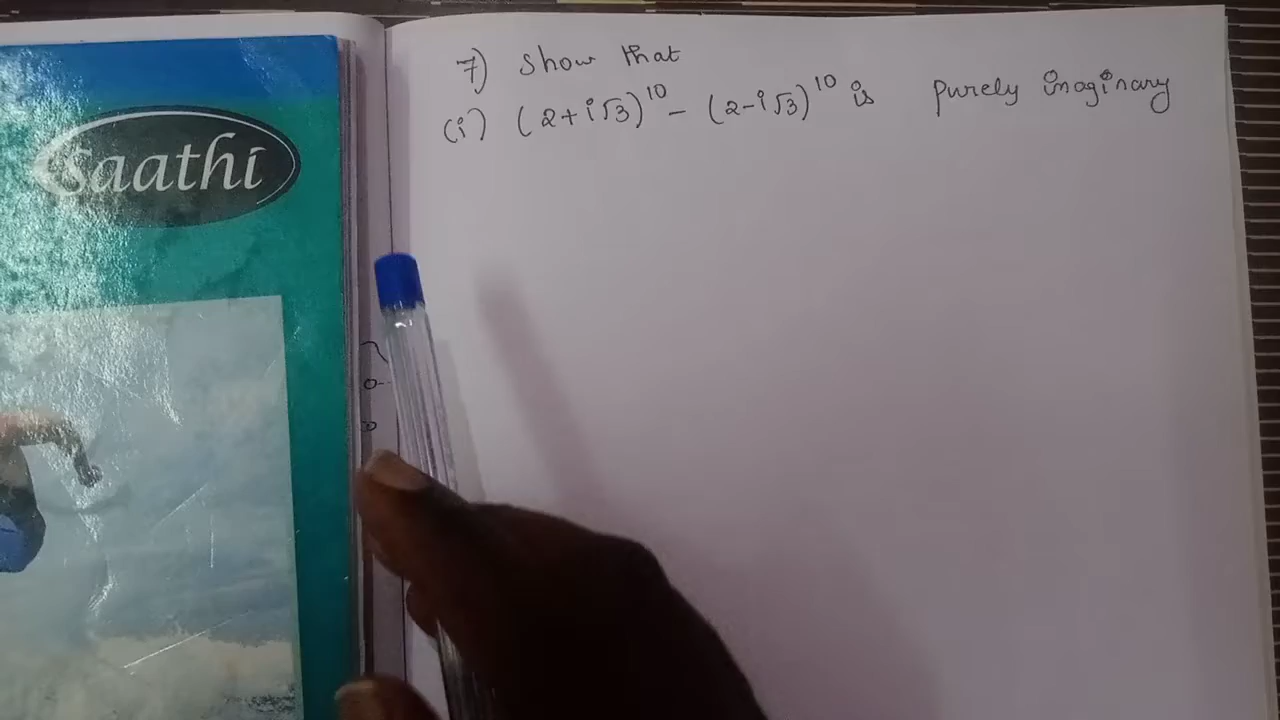 Saathi
7) Show that
(i) (2+i√3)¹⁰ - (2-i√3)¹⁰ is purely imaginary